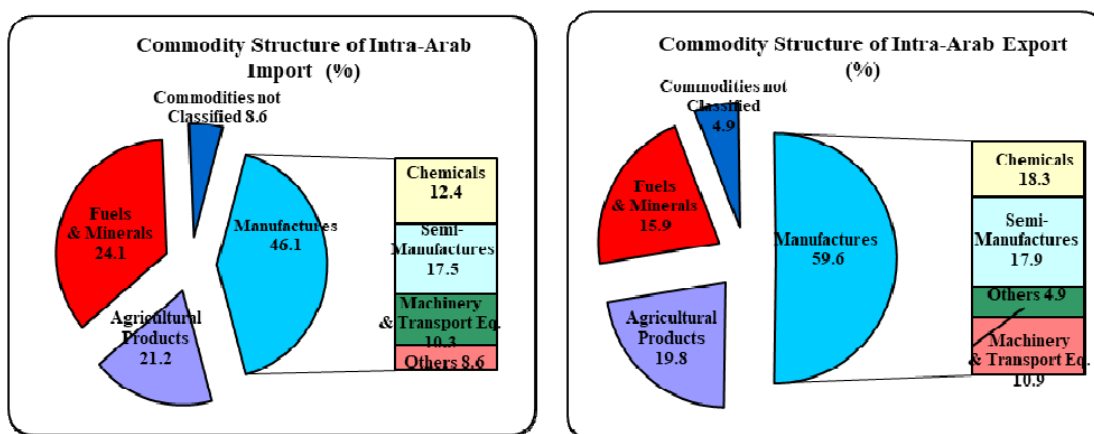 Commodity Structure of Intra-Arab
Import (%)
Commodities not
Classified 8.6
Fuels
& Minerals
24.1
Manufactures
46.1
Agricultural
Products
21.2
Chemicals
12.4
Semi-
Manufactures
17.5
Machinery
& Transport Eq.
10.3
Others 8.6
Commodity Structure of Intra-Arab Export
(%)
Commodities not
Classified
4.9
Fuels
& Minerals
15.9
Manufactures
59.6
Agricultural
Products
19.8
Chemicals
18.3
Semi-
Manufactures
17.9
Others 4.9
Machinery
& Transport Eq.
10.9